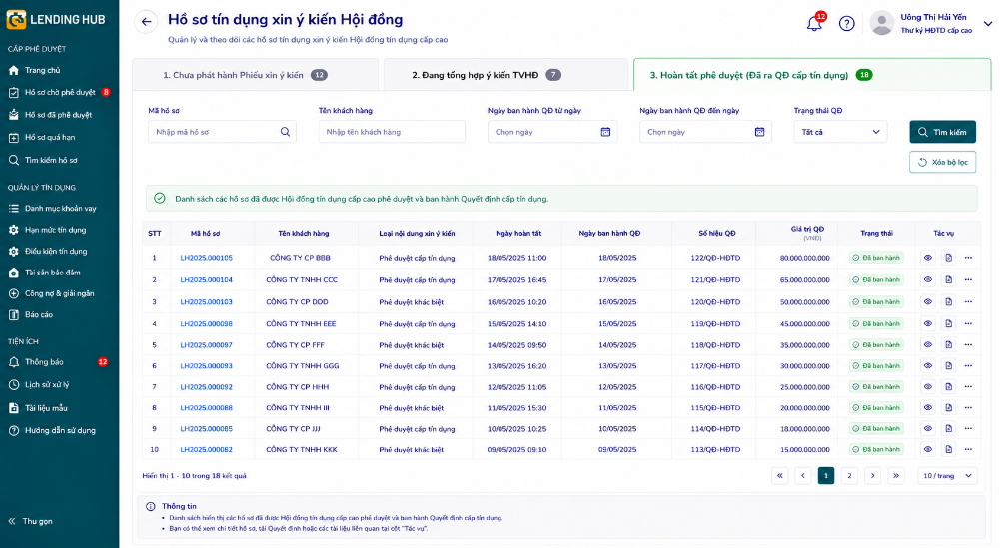 LENDING HUB
CẤP PHÊ DUYỆT
Trang chủ
Hồ sơ chờ phê duyệt 8
Hồ sơ đã phê duyệt
Hồ sơ quá hạn
Tìm kiếm hồ sơ
QUẢN LÝ TÍN DỤNG
Danh mục khoản vay
Hạn mức tín dụng
Điều kiện tín dụng
Tài sản bảo đảm
Công nợ & giải ngân
Báo cáo
TIỆN ÍCH
Thông báo 12
Lịch sử xử lý
Tài liệu mẫu
Hướng dẫn sử dụng
Thu gọn
Hồ sơ tín dụng xin ý kiến Hội đồng
Quản lý và theo dõi các hồ sơ tín dụng xin ý kiến Hội đồng tín dụng cấp cao
12
Uông Thị Hải Yến
Thư ký HĐTD cấp cao
1. Chưa phát hành Phiếu xin ý kiến 12
2. Đang tổng hợp ý kiến TVHĐ 7
3. Hoàn tất phê duyệt (Đã ra QĐ cấp tín dụng) 18
Mã hồ sơ Tên khách hàng Ngày ban hành QĐ từ ngày Ngày ban hành QĐ đến ngày Trạng thái QĐ
Nhập mã hồ sơ Nhập tên khách hàng Chọn ngày Chọn ngày Tất cả Tìm kiếm
Xóa bộ lọc
Danh sách các hồ sơ đã được Hội đồng tín dụng cấp cao phê duyệt và ban hành Quyết định cấp tín dụng.
STT Mã hồ sơ Tên khách hàng Loại nội dung xin ý kiến Ngày hoàn tất Ngày ban hành QĐ Số hiệu QĐ Giá trị QĐ (VNĐ) Trạng thái Tác vụ
1 LH2025.000105 CÔNG TY CP BBB Phê duyệt cấp tín dụng 18/05/2025 11:00 18/05/2025 122/QĐ-HĐTD 80.000.000.000 Đã ban hành
2 LH2025.000104 CÔNG TY TNHH CCC Phê duyệt cấp tín dụng 17/05/2025 16:45 17/05/2025 121/QĐ-HĐTD 65.000.000.000 Đã ban hành
3 LH2025.000103 CÔNG TY CP DDD Phê duyệt khác biệt 16/05/2025 10:20 16/05/2025 120/QĐ-HĐTD 50.000.000.000 Đã ban hành
4 LH2025.000098 CÔNG TY TNHH EEE Phê duyệt cấp tín dụng 15/05/2025 14:10 15/05/2025 119/QĐ-HĐTD 45.000.000.000 Đã ban hành
5 LH2025.000097 CÔNG TY CP FFF Phê duyệt khác biệt 14/05/2025 09:50 14/05/2025 118/QĐ-HĐTD 35.000.000.000 Đã ban hành
6 LH2025.000093 CÔNG TY TNHH GGG Phê duyệt cấp tín dụng 13/05/2025 16:20 13/05/2025 117/QĐ-HĐTD 30.000.000.000 Đã ban hành
7 LH2025.000092 CÔNG TY CP HHH Phê duyệt cấp tín dụng 12/05/2025 11:05 12/05/2025 116/QĐ-HĐTD 25.000.000.000 Đã ban hành
8 LH2025.000088 CÔNG TY TNHH III Phê duyệt khác biệt 11/05/2025 15:30 11/05/2025 115/QĐ-HĐTD 20.000.000.000 Đã ban hành
9 LH2025.000085 CÔNG TY CP JJJ Phê duyệt cấp tín dụng 10/05/2025 10:25 10/05/2025 114/QĐ-HĐTD 18.000.000.000 Đã ban hành
10 LH2025.000082 CÔNG TY TNHH KKK Phê duyệt khác biệt 09/05/2025 09:10 09/05/2025 113/QĐ-HĐTD 15.000.000.000 Đã ban hành
Hiển thị 1 - 10 trong 18 kết quả « ‹ 1 2 › » 10 / trang
Thông tin
• Danh sách hiển thị các hồ sơ đã được Hội đồng tín dụng cấp cao phê duyệt và ban hành Quyết định cấp tín dụng.
• Bạn có thể xem chi tiết hồ sơ, tải Quyết định hoặc các tài liệu liên quan tại cột "Tác vụ".